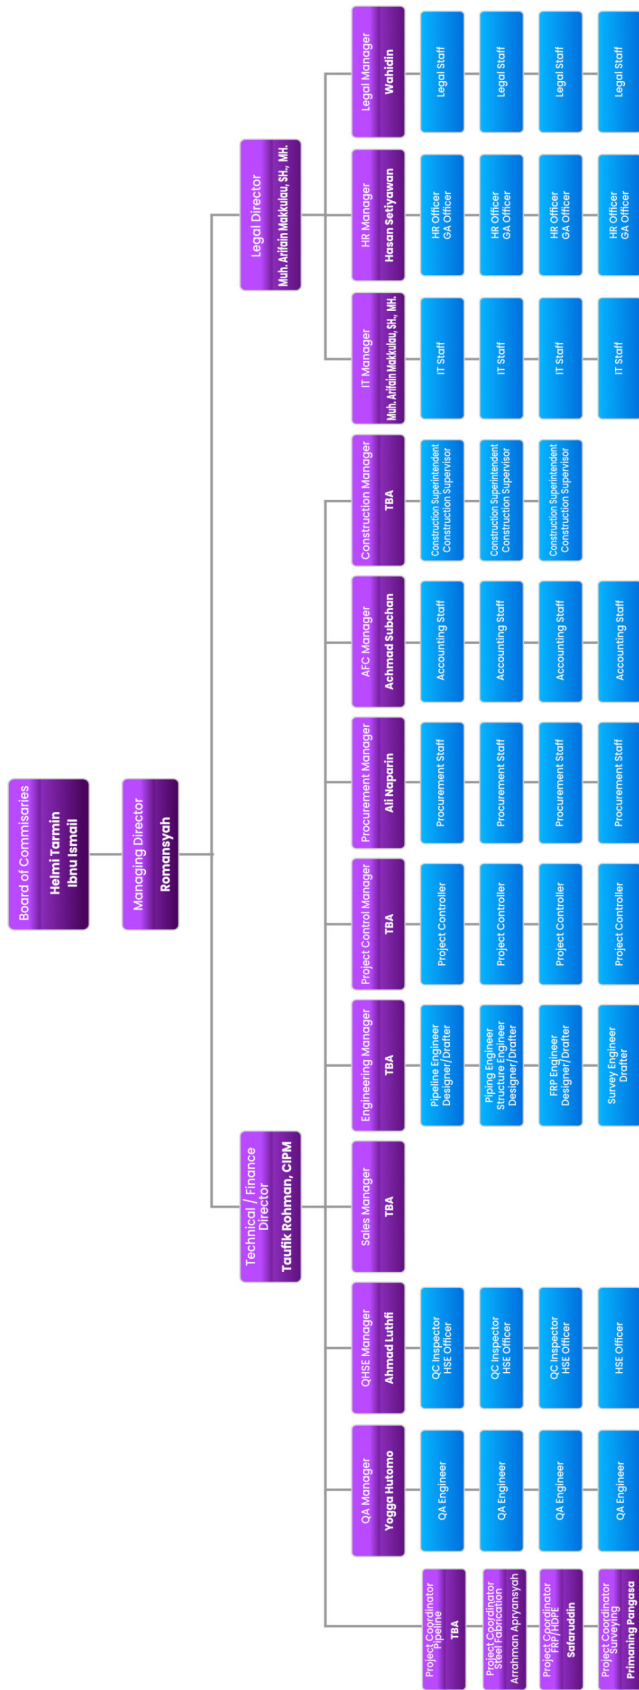 Board of Commisaries
Helmi Tarmin
Ibnu Ismail
Managing Director
Romansyah
Technical / Finance
Director
Taufik Rohman, CIPM
Legal Director
Muh. Arifain Makkulau, SH., MH.
QA Manager
Yogga Hutomo
QHSE Manager
Ahmad Luthfi
Sales Manager
TBA
Engineering Manager
TBA
Project Control Manager
TBA
Procurement Manager
Ali Naparin
AFC Manager
Achmad Subchan
Construction Manager
TBA
IT Manager
Muh. Arifain Makkulau, SH., MH.
HR Manager
Hasan Setiyawan
Legal Manager
Wahidin
Project Coordinator
Pipeline
TBA
QA Engineer
QC Inspector
HSE Officer
Pipeline Engineer
Designer/Drafter
Project Controller
Procurement Staff
Accounting Staff
Construction Superintendent
Construction Supervisor
IT Staff
HR Officer
GA Officer
Legal Staff
Project Coordinator
Steel Fabrication
Arrahman Apryansyah
QA Engineer
QC Inspector
HSE Officer
Piping Engineer
Structure Engineer
Designer/Drafter
Project Controller
Procurement Staff
Accounting Staff
Construction Superintendent
Construction Supervisor
IT Staff
HR Officer
GA Officer
Legal Staff
Project Coordinator
FRP/HDPE
Safaruddin
QA Engineer
QC Inspector
HSE Officer
FRP Engineer
Designer/Drafter
Project Controller
Procurement Staff
Accounting Staff
Construction Superintendent
Construction Supervisor
IT Staff
HR Officer
GA Officer
Legal Staff
Project Coordinator
Surveying
Primaning Pangasa
QA Engineer
HSE Officer
Survey Engineer
Drafter
Project Controller
Procurement Staff
Accounting Staff
IT Staff
HR Officer
GA Officer
Legal Staff